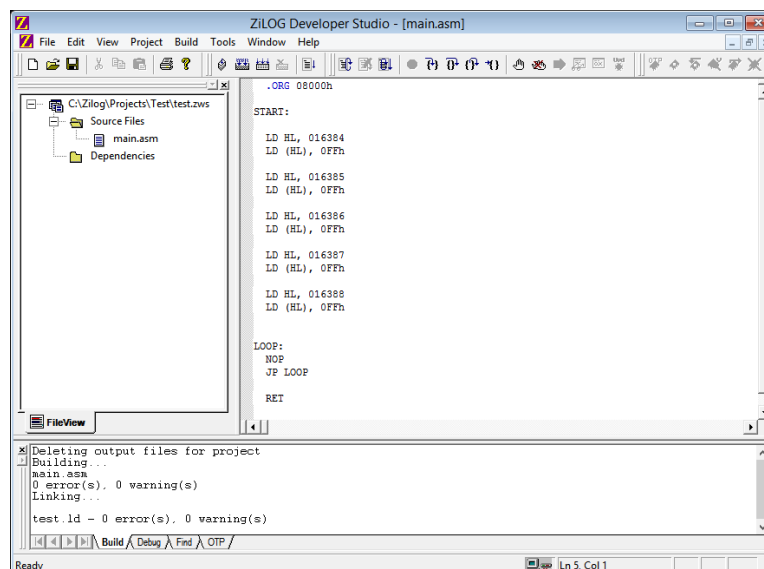 ZiLOG Developer Studio - [main.asm]
File Edit View Project Build Tools Window Help
C:\Zilog\Projects\Test\test.zws
Source Files
main.asm
Dependencies
FileView
.ORG 08000h
START:
LD HL, 016384
LD (HL), 0FFh
LD HL, 016385
LD (HL), 0FFh
LD HL, 016386
LD (HL), 0FFh
LD HL, 016387
LD (HL), 0FFh
LD HL, 016388
LD (HL), 0FFh
LOOP:
NOP
JP LOOP
RET
Deleting output files for project
Building...
main.asm
0 error(s), 0 warning(s)
Linking...
test.ld - 0 error(s), 0 warning(s)
Build Debug Find OTP
Ready
Ln 5, Col 1